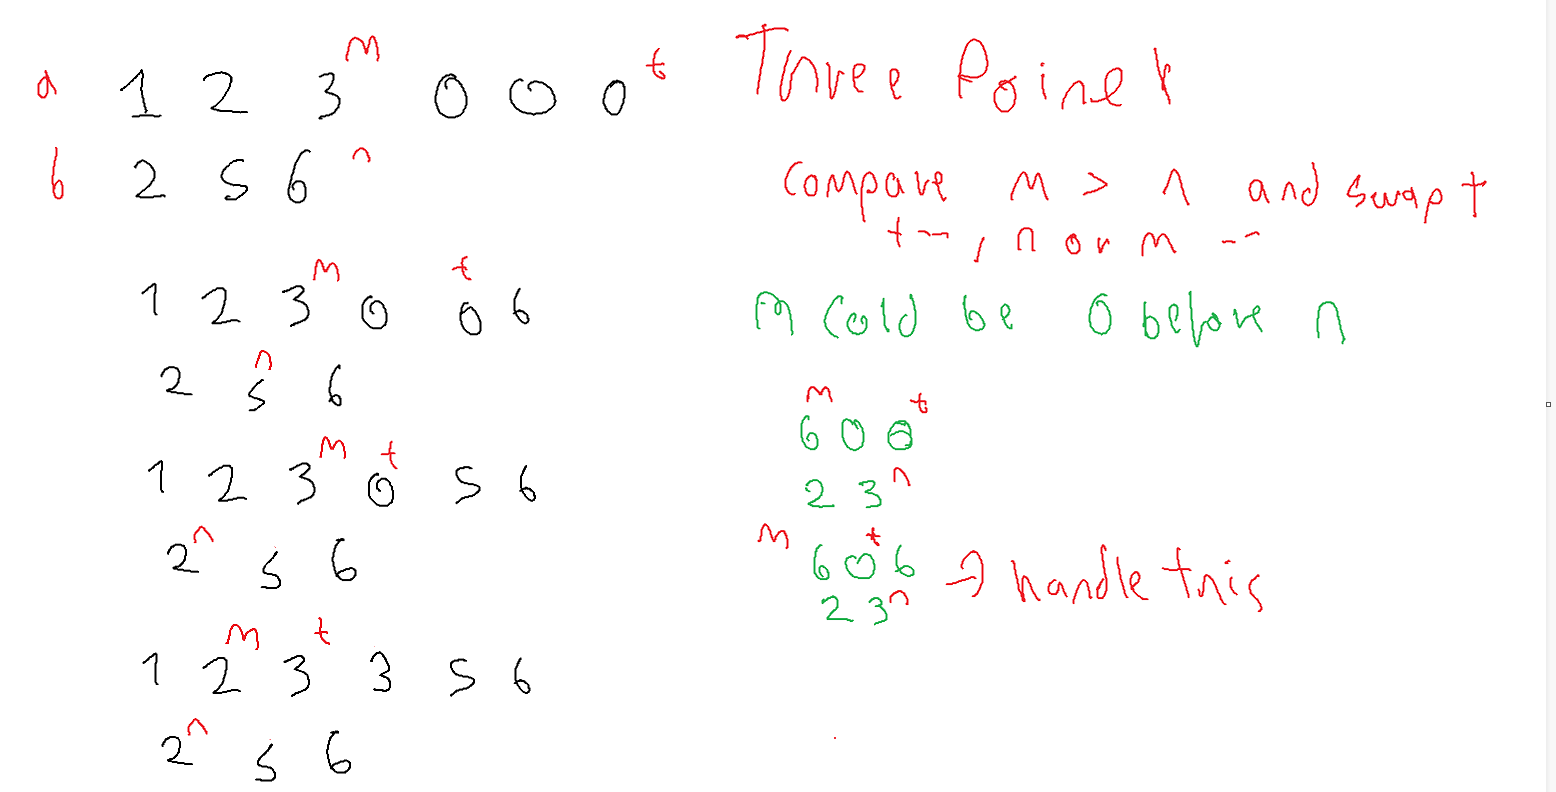 m
a 1 2 3 0 0 0 t
b 2 5 6 n
m t
1 2 3 0 0 6
n
2 5 6
m t
1 2 3 0 5 6
n
2 5 6
m t
1 2 3 3 5 6
n
2 5 6
Three Poiner
compare m > n and swap t
t--, n or m --
m cold be 0 before n
m t
6 0 0
2 3 n
m t
6 0 6 → handle this
2 3 n